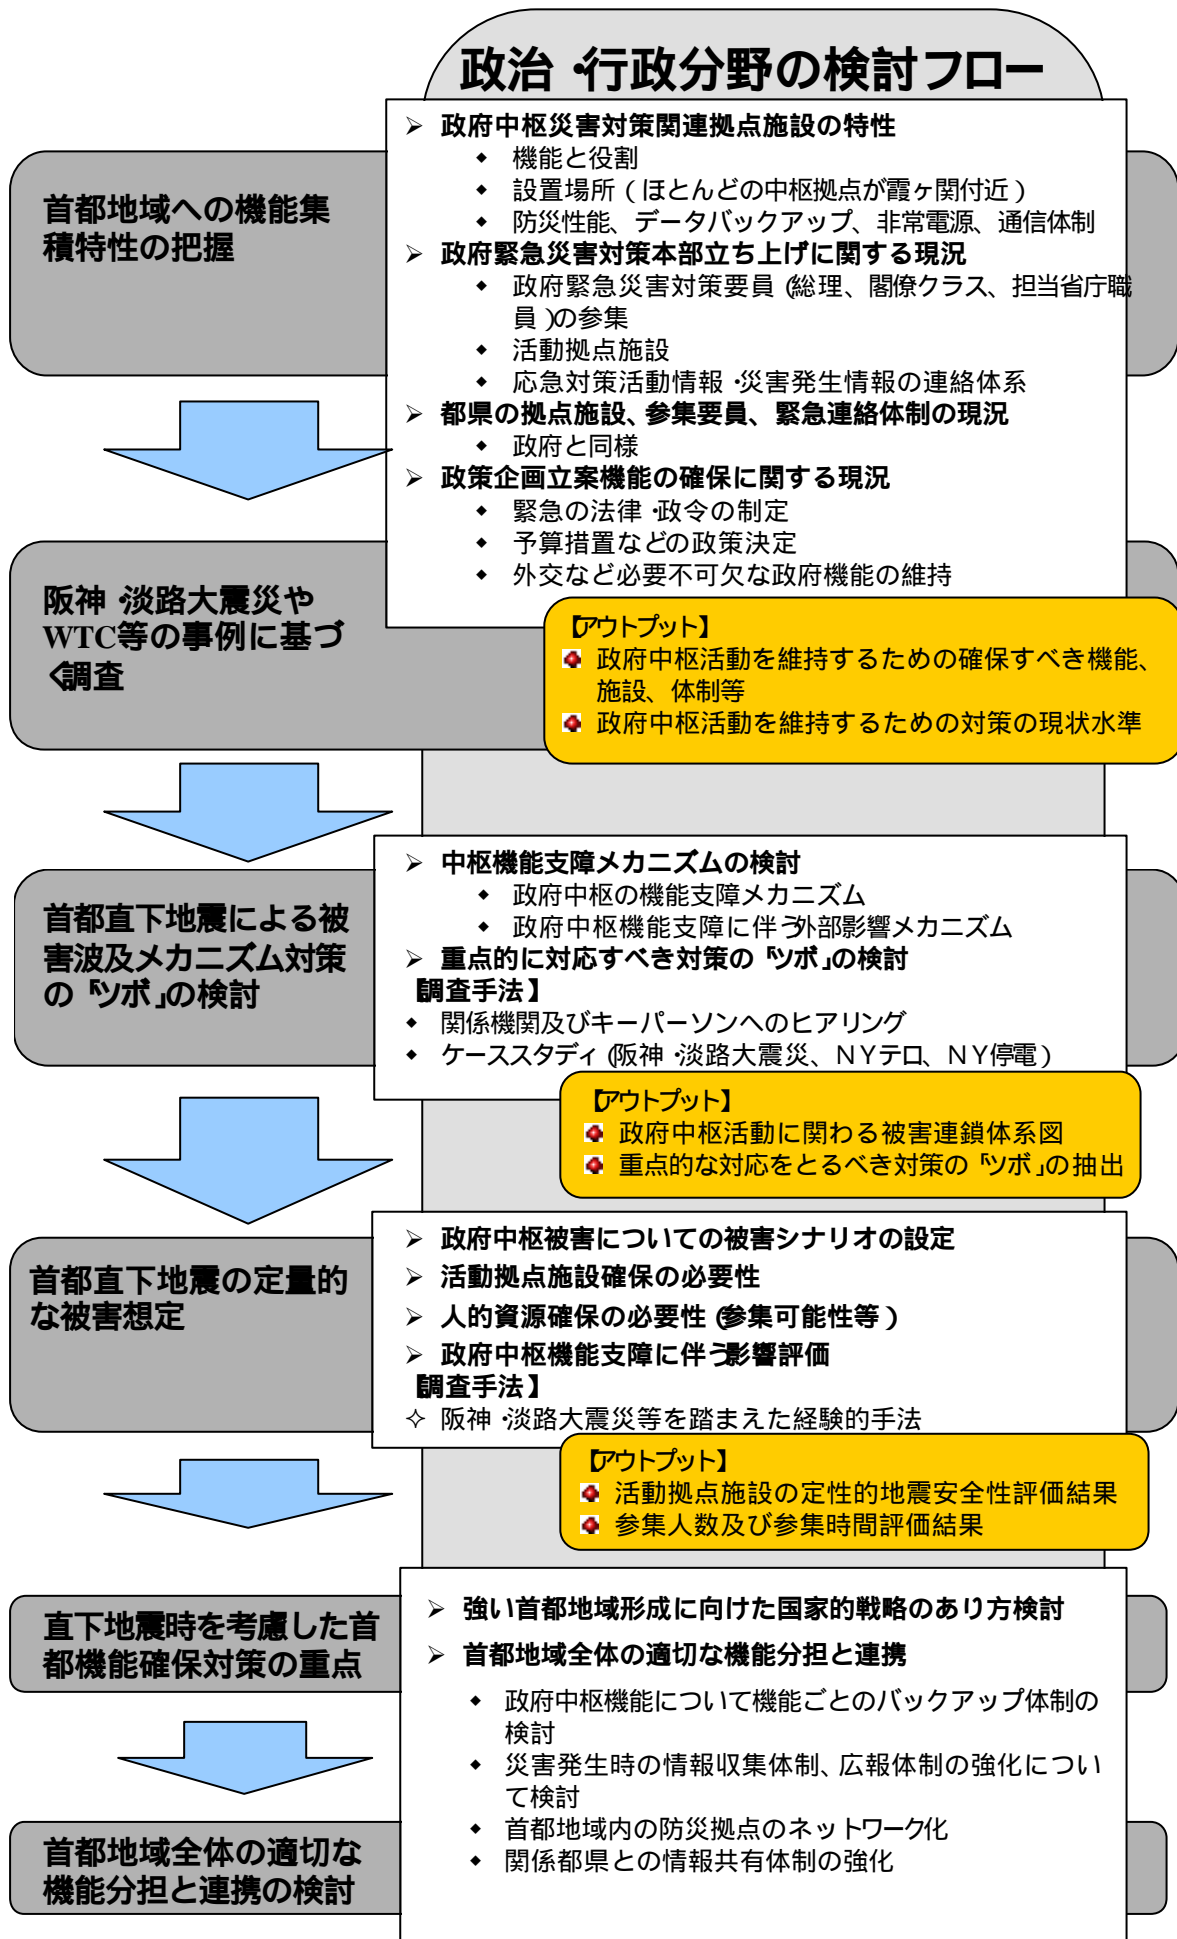 政治・行政分野の検討フロー
首都地域への機能集
積特性の把握
➢ 政府中枢災害対策関連拠点施設の特性
◆ 機能と役割
◆ 設置場所（ほとんどの中枢拠点が霞ヶ関付近）
◆ 防災性能、データバックアップ、非常電源、通信体制
➢ 政府緊急災害対策本部立ち上げに関する現況
◆ 政府緊急災害対策要員（総理、閣僚クラス、担当省庁職
員）の参集
◆ 活動拠点施設
◆ 応急対策活動情報・災害発生情報の連絡体系
➢ 都県の拠点施設、参集要員、緊急連絡体制の現況
◆ 政府と同様
➢ 政策企画立案機能の確保に関する現況
◆ 緊急の法律・政令の制定
◆ 予算措置などの政策決定
◆ 外交など必要不可欠な政府機能の維持
阪神・淡路大震災や
WTC等の事例に基づ
く調査
【アウトプット】
政府中枢活動を維持するための確保すべき機能、
施設、体制等
政府中枢活動を維持するための対策の現状水準
首都直下地震による被
害波及メカニズム対策
の「ツボ」の検討
➢ 中枢機能支障メカニズムの検討
◆ 政府中枢の機能支障メカニズム
◆ 政府中枢機能支障に伴う外部影響メカニズム
➢ 重点的に対応すべき対策の「ツボ」の検討
【調査手法】
◆ 関係機関及びキーパーソンへのヒアリング
◆ ケーススタディ（阪神・淡路大震災、ＮＹテロ、ＮＹ停電）
【アウトプット】
政府中枢活動に関わる被害連鎖体系図
重点的な対応をとるべき対策の「ツボ」の抽出
首都直下地震の定量的
な被害想定
➢ 政府中枢被害についての被害シナリオの設定
➢ 活動拠点施設確保の必要性
➢ 人的資源確保の必要性（参集可能性等）
➢ 政府中枢機能支障に伴う影響評価
【調査手法】
✧ 阪神・淡路大震災等を踏まえた経験的手法
【アウトプット】
活動拠点施設の定性的地震安全性評価結果
参集人数及び参集時間評価結果
直下地震時を考慮した首
都機能確保対策の重点
➢ 強い首都地域形成に向けた国家的戦略のあり方検討
➢ 首都地域全体の適切な機能分担と連携
◆ 政府中枢機能について機能ごとのバックアップ体制の
検討
◆ 災害発生時の情報収集体制、広報体制の強化につい
て検討
◆ 首都地域内の防災拠点のネットワーク化
◆ 関係都県との情報共有体制の強化
首都地域全体の適切な
機能分担と連携の検討